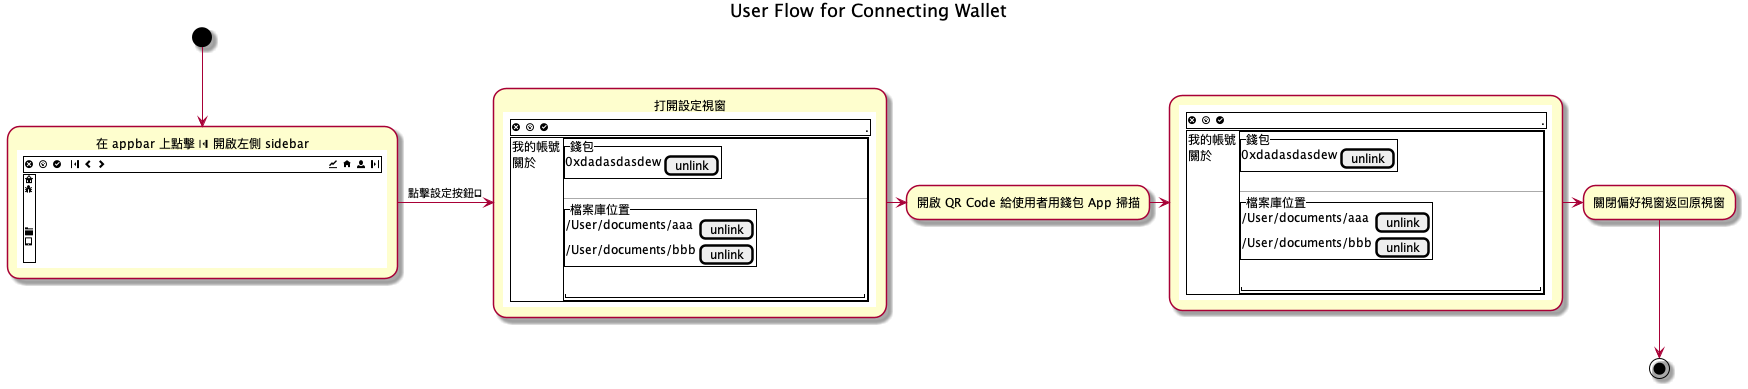 User Flow for Connecting Wallet
在 appbar 上點擊 開啟左側 sidebar
點擊設定按鈕
打開設定視窗
我的帳號
關於
錢包
0xdadasdasdew unlink
檔案庫位置
/User/documents/aaa unlink
/User/documents/bbb unlink
開啟 QR Code 給使用者用錢包 App 掃描
我的帳號
關於
錢包
0xdadasdasdew unlink
檔案庫位置
/User/documents/aaa unlink
/User/documents/bbb unlink
關閉偏好視窗返回原視窗